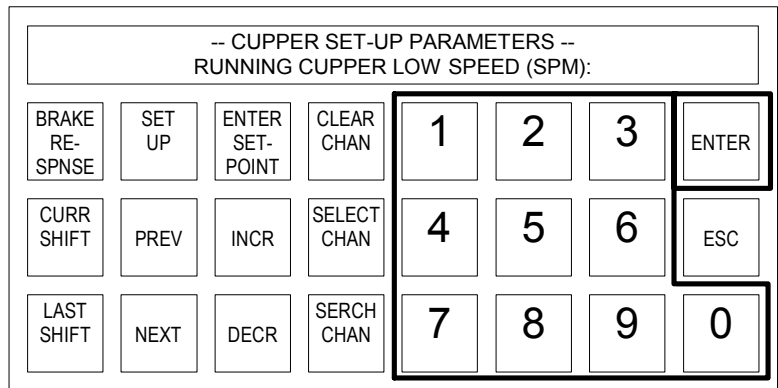 -- CUPPER SET-UP PARAMETERS --
RUNNING CUPPER LOW SPEED (SPM):
BRAKE
RE-
SPNSE
SET
UP
ENTER
SET-
POINT
CLEAR
CHAN
1
2
3
ENTER
CURR
SHIFT
PREV
INCR
SELECT
CHAN
4
5
6
ESC
LAST
SHIFT
NEXT
DECR
SERCH
CHAN
7
8
9
0